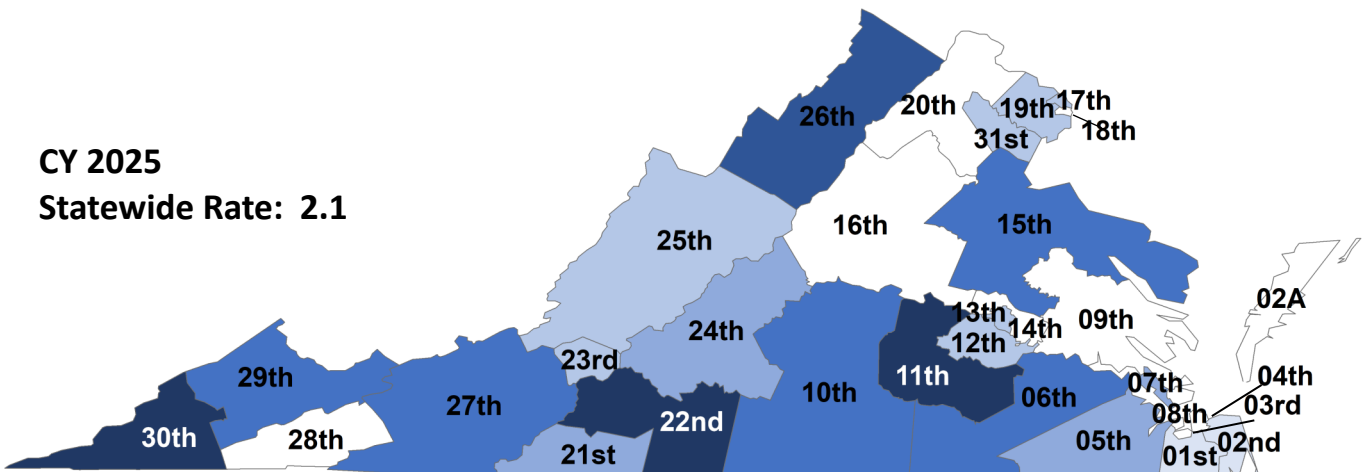 CY 2025
Statewide Rate: 2.1
26th
20th
19th
17th
18th
31st
25th
16th
15th
02A
24th
13th
14th
09th
12th
23rd
29th
11th
07th
04th
27th
10th
06th
03rd
08th
30th
28th
22nd
05th
02nd
21st
01st